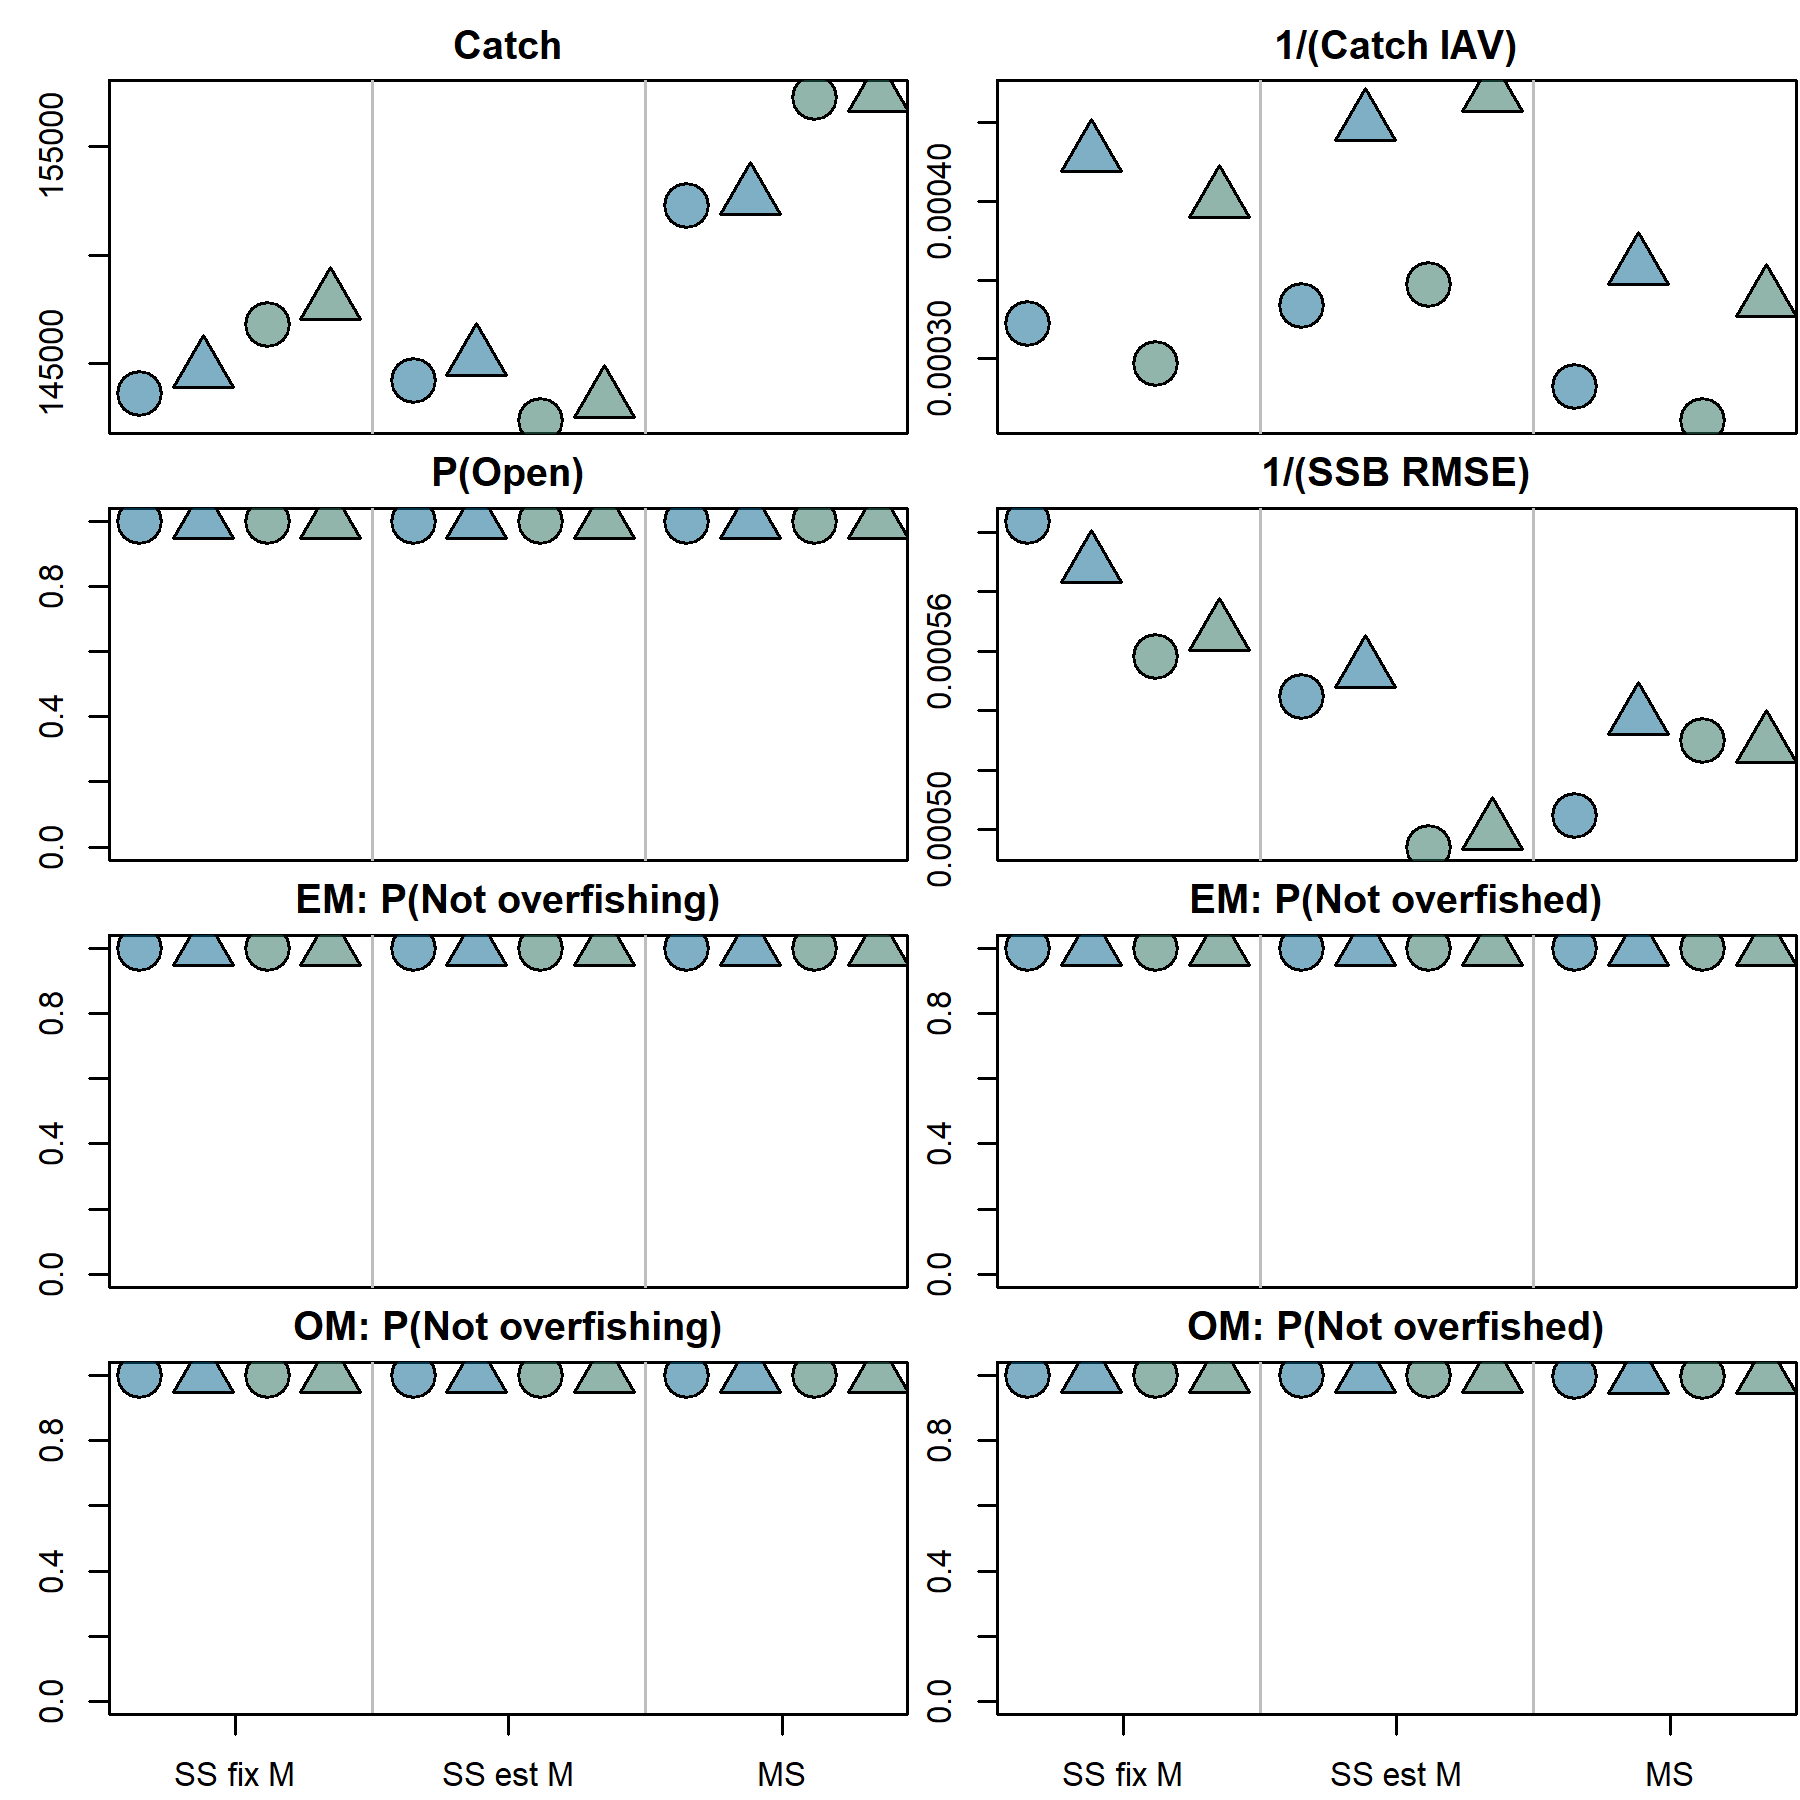 Catch
1/(Catch IAV)
155000
145000
0.00040
0.00030
P(Open)
1/(SSB RMSE)
0.8
0.4
0.0
0.00056
0.00050
EM: P(Not overfishing)
EM: P(Not overfished)
0.8
0.4
0.0
0.8
0.4
0.0
OM: P(Not overfishing)
OM: P(Not overfished)
0.8
0.4
0.0
0.8
0.4
0.0
SS fix M
SS est M
MS
SS fix M
SS est M
MS